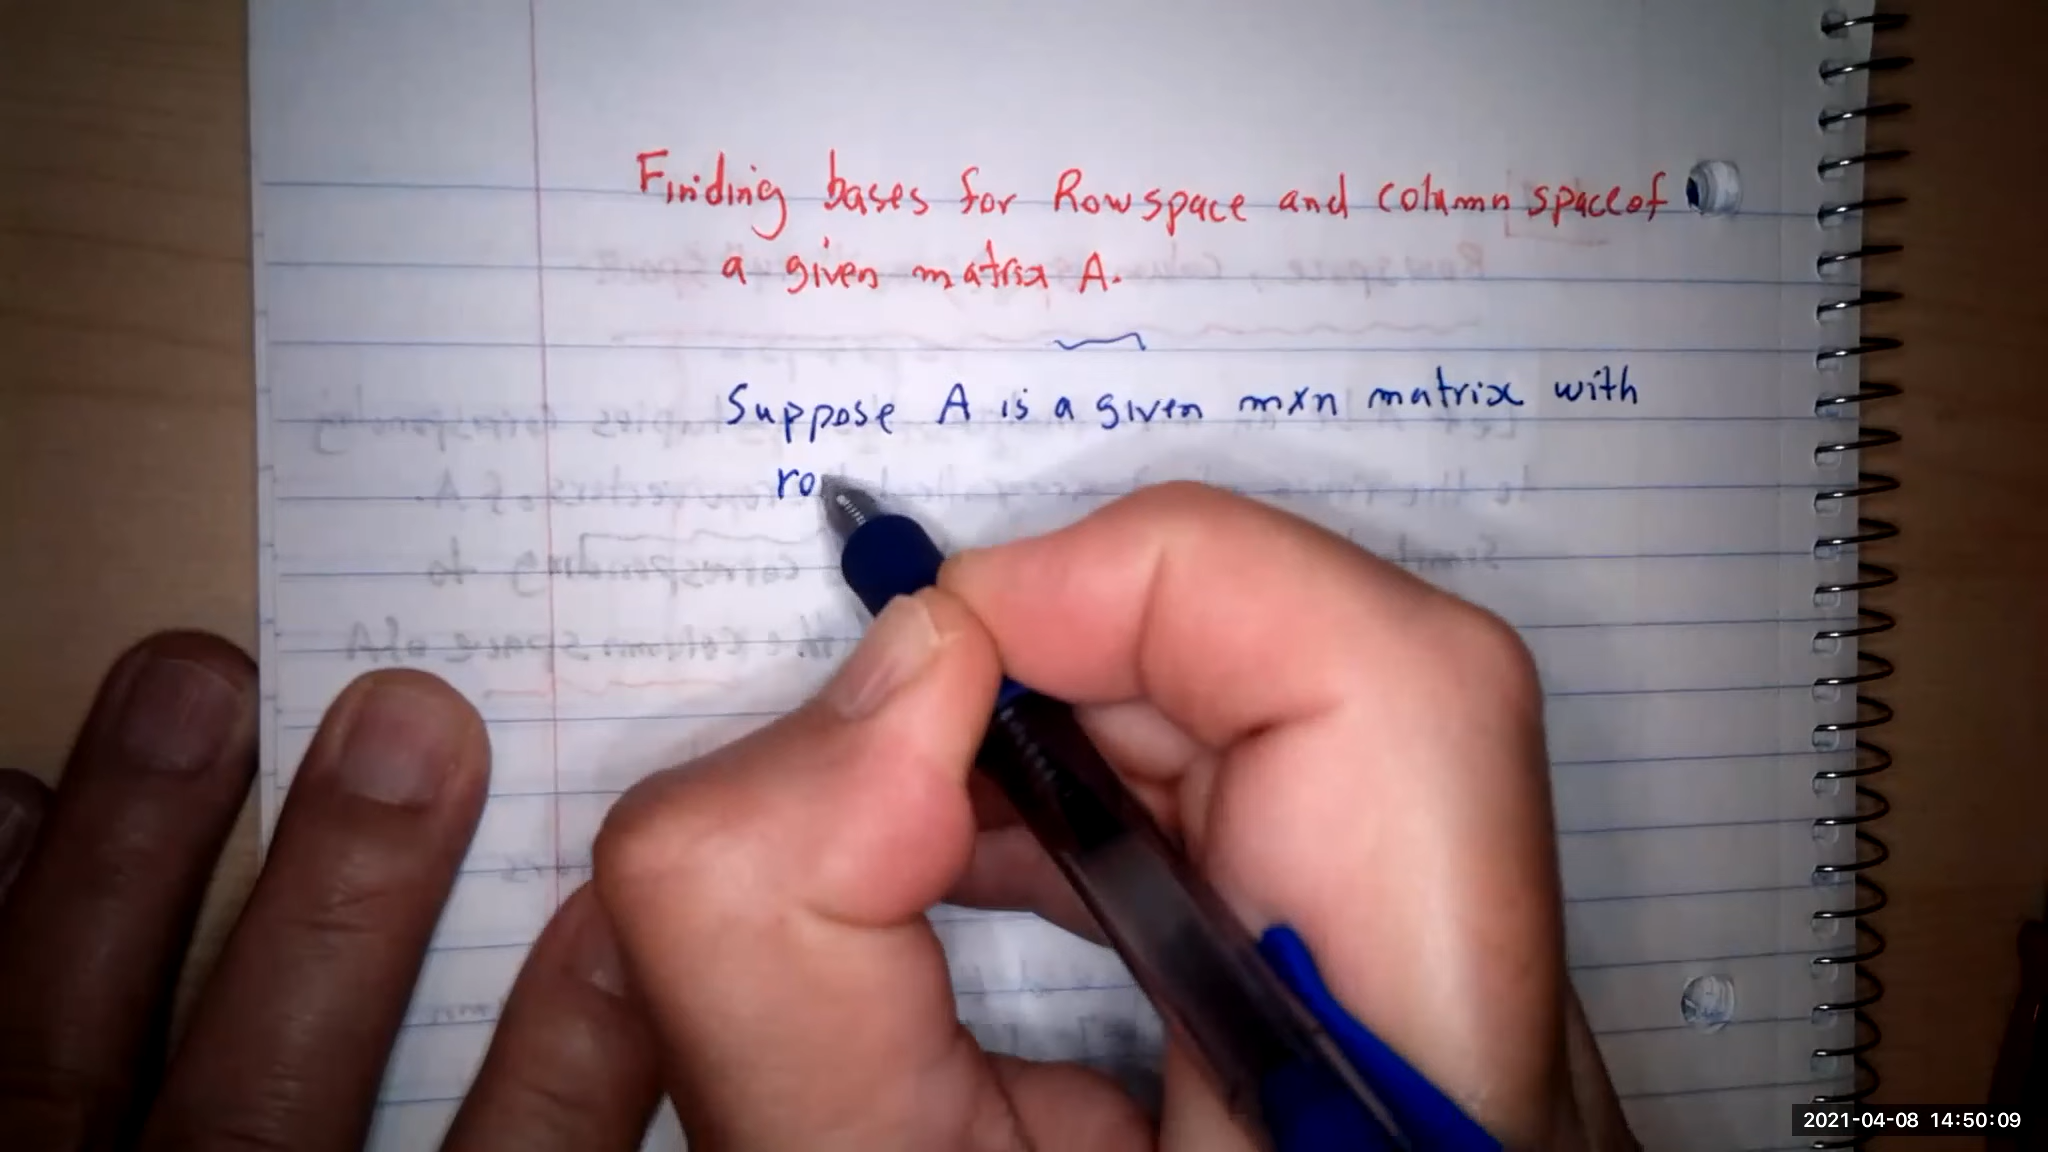 Finding bases for Row space and column space of
a given matrix A.
Suppose A is a given mxn matrix with
ro
2021-04-08 14:50:09